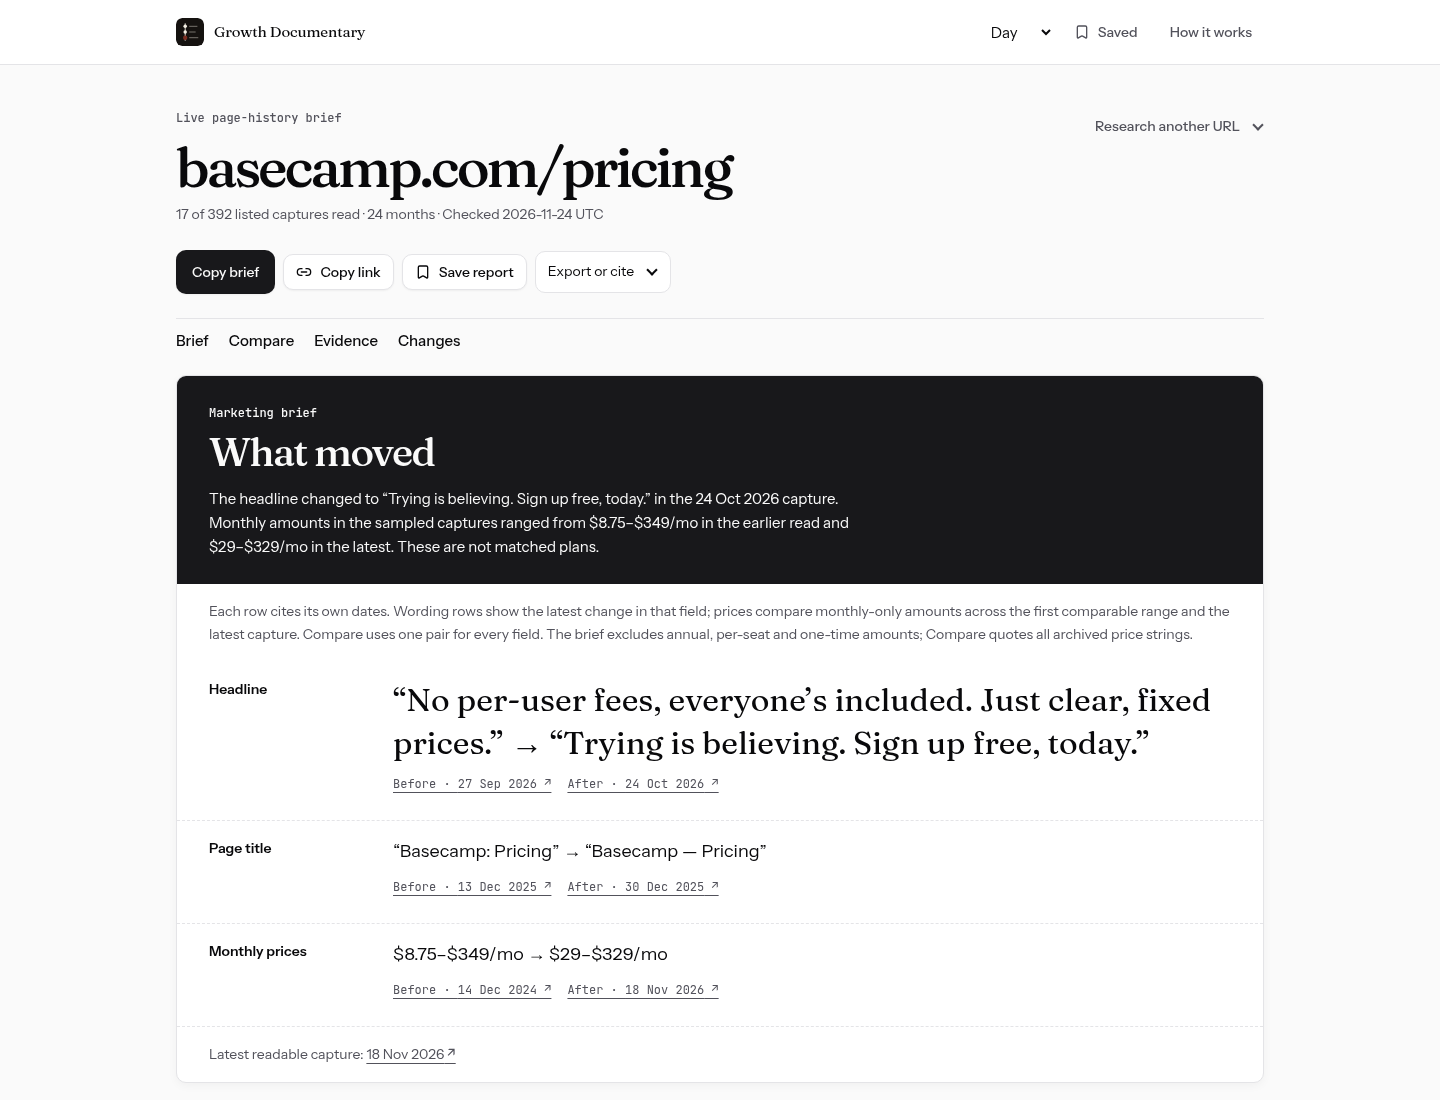 Growth Documentary
Day
Saved
How it works
Live page-history brief
Research another URL
basecamp.com/pricing
17 of 392 listed captures read · 24 months · Checked 2026-11-24 UTC
Copy brief
Copy link
Save report
Export or cite
Brief
Compare
Evidence
Changes
Marketing brief
What moved
The headline changed to “Trying is believing. Sign up free, today.” in the 24 Oct 2026 capture.
Monthly amounts in the sampled captures ranged from $8.75–$349/mo in the earlier read and
$29–$329/mo in the latest. These are not matched plans.
Each row cites its own dates. Wording rows show the latest change in that field; prices compare monthly-only amounts across the first comparable range and the
latest capture. Compare uses one pair for every field. The brief excludes annual, per-seat and one-time amounts; Compare quotes all archived price strings.
Headline
“No per-user fees, everyone’s included. Just clear, fixed
prices.” → “Trying is believing. Sign up free, today.”
Before · 27 Sep 2026 ↗ After · 24 Oct 2026 ↗
Page title
“Basecamp: Pricing” → “Basecamp — Pricing”
Before · 13 Dec 2025 ↗ After · 30 Dec 2025 ↗
Monthly prices
$8.75–$349/mo → $29–$329/mo
Before · 14 Dec 2024 ↗ After · 18 Nov 2026 ↗
Latest readable capture: 18 Nov 2026 ↗